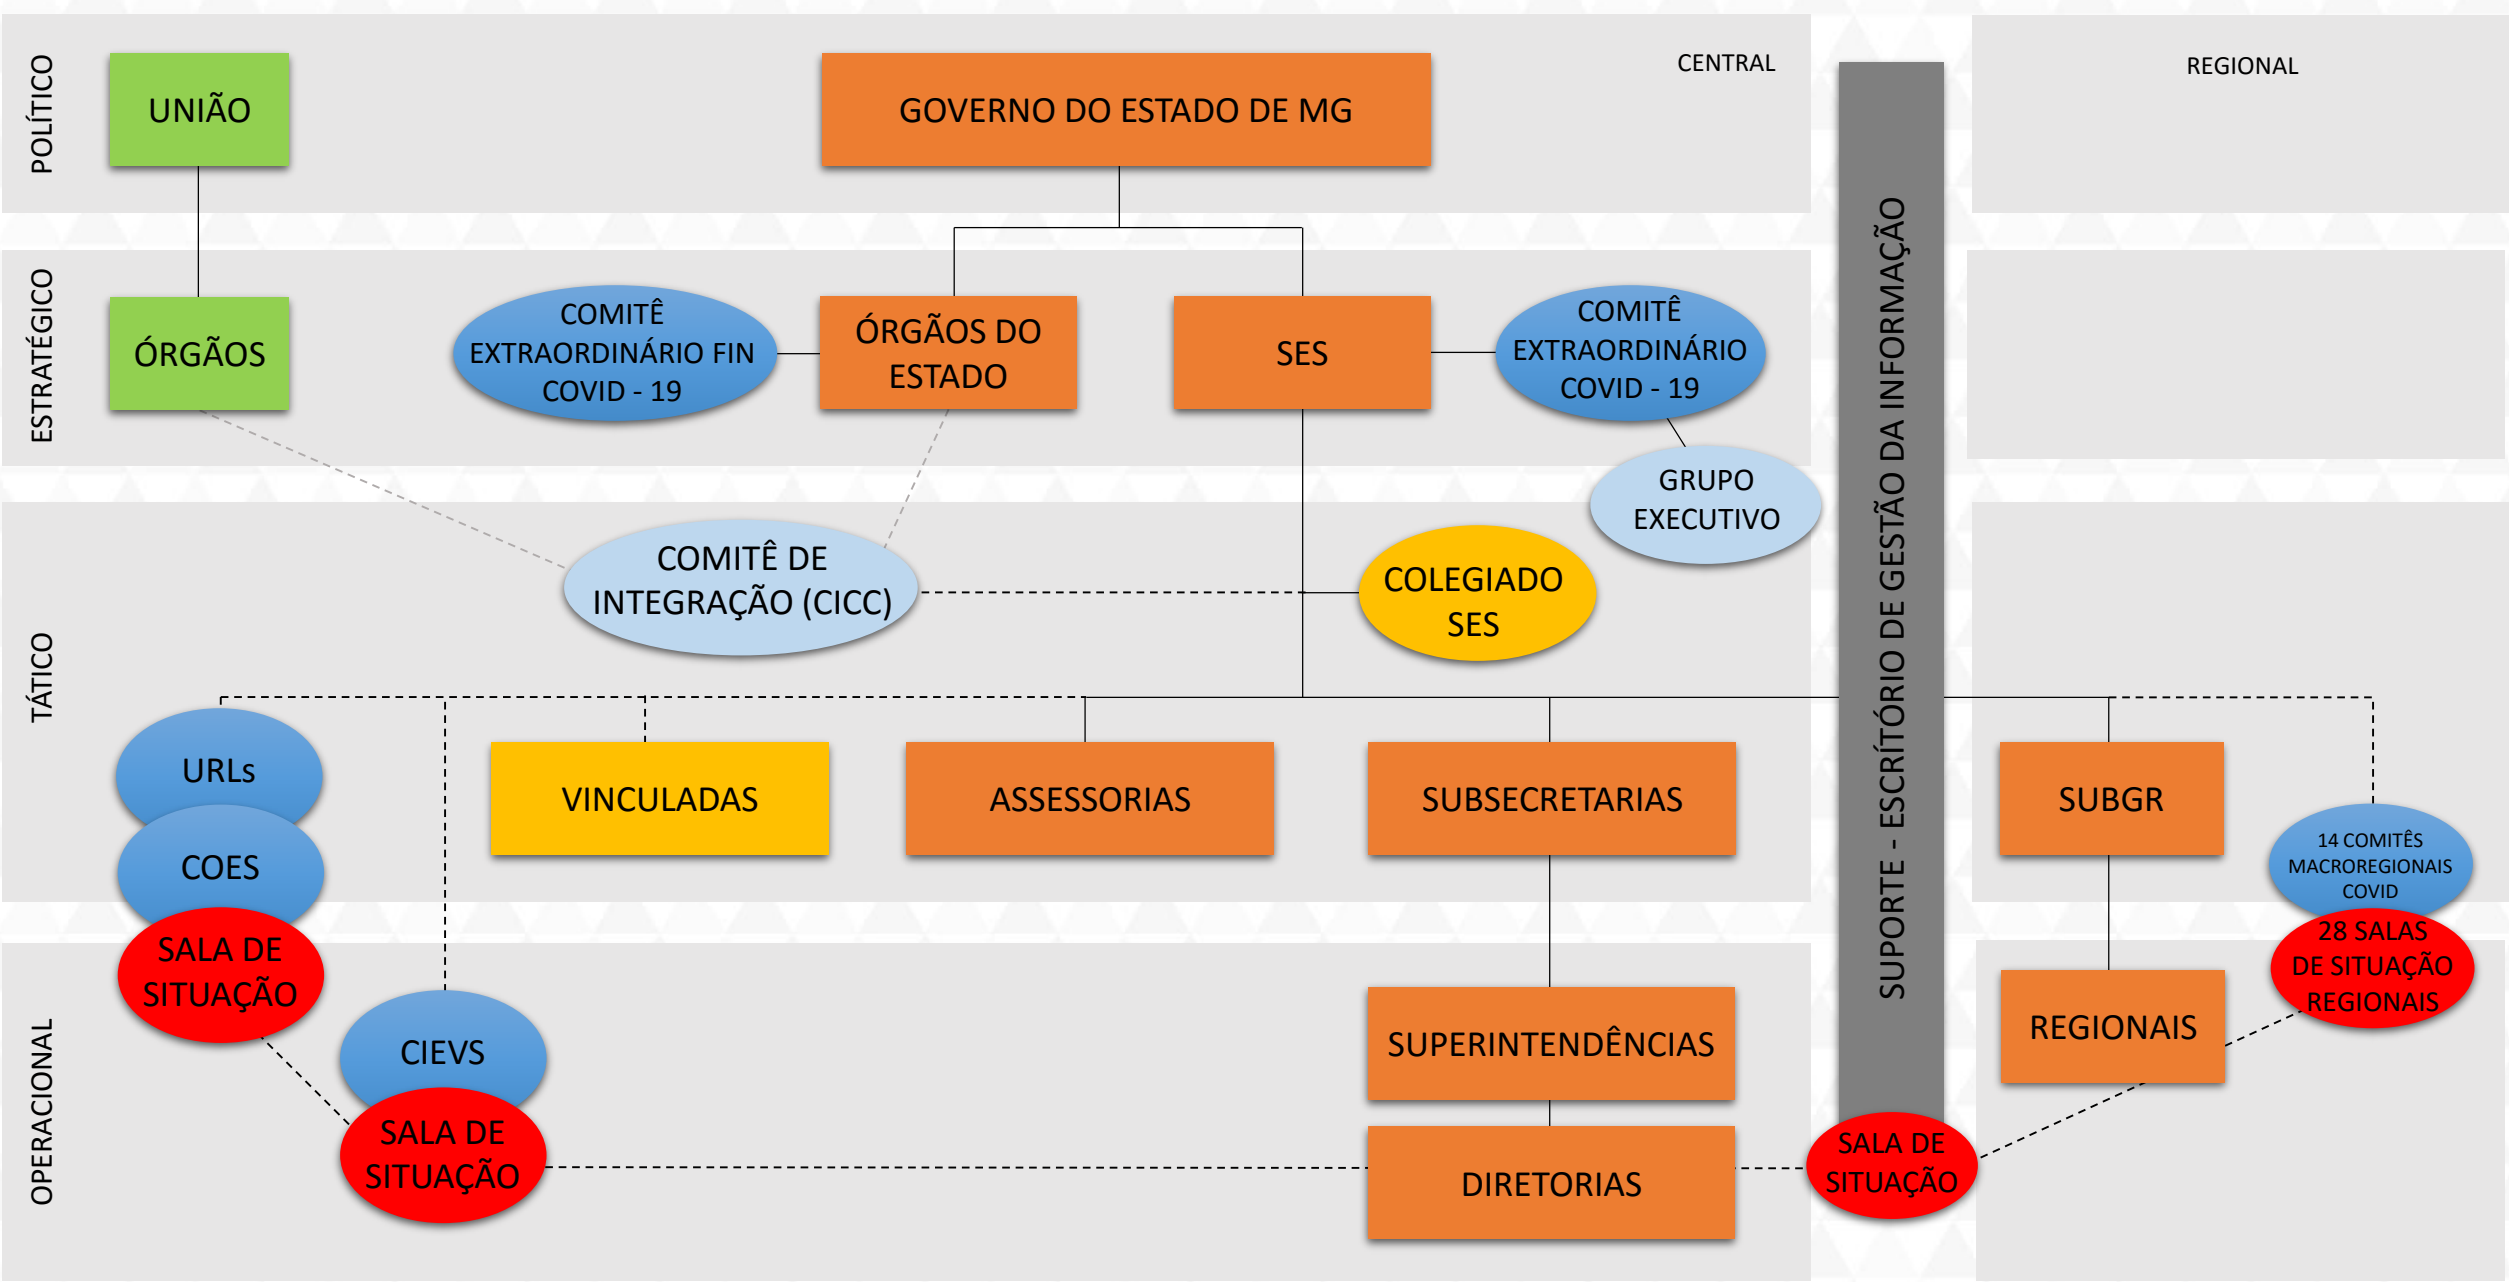 POLÍTICO
UNIÃO
GOVERNO DO ESTADO DE MG
CENTRAL
REGIONAL
ESTRATÉGICO
ÓRGÃOS
COMITÊ
EXTRAORDINÁRIO FIN
COVID - 19
ÓRGÃOS DO
ESTADO
SES
COMITÊ
EXTRAORDINÁRIO
COVID - 19
GRUPO
EXECUTIVO
SUPORTE - ESCRÍTÓRIO DE GESTÃO DA INFORMAÇÃO
TÁTICO
COMITÊ DE
INTEGRAÇÃO (CICC)
COLEGIADO
SES
URLs
COES
SALA DE
SITUAÇÃO
VINCULADAS
ASSESSORIAS
SUBSECRETARIAS
SUBGR
14 COMITÊS
MACROREGIONAIS
COVID
28 SALAS
DE SITUAÇÃO
REGIONAIS
OPERACIONAL
CIEVS
SALA DE
SITUAÇÃO
SUPERINTENDÊNCIAS
DIRETORIAS
SALA DE
SITUAÇÃO
REGIONAIS